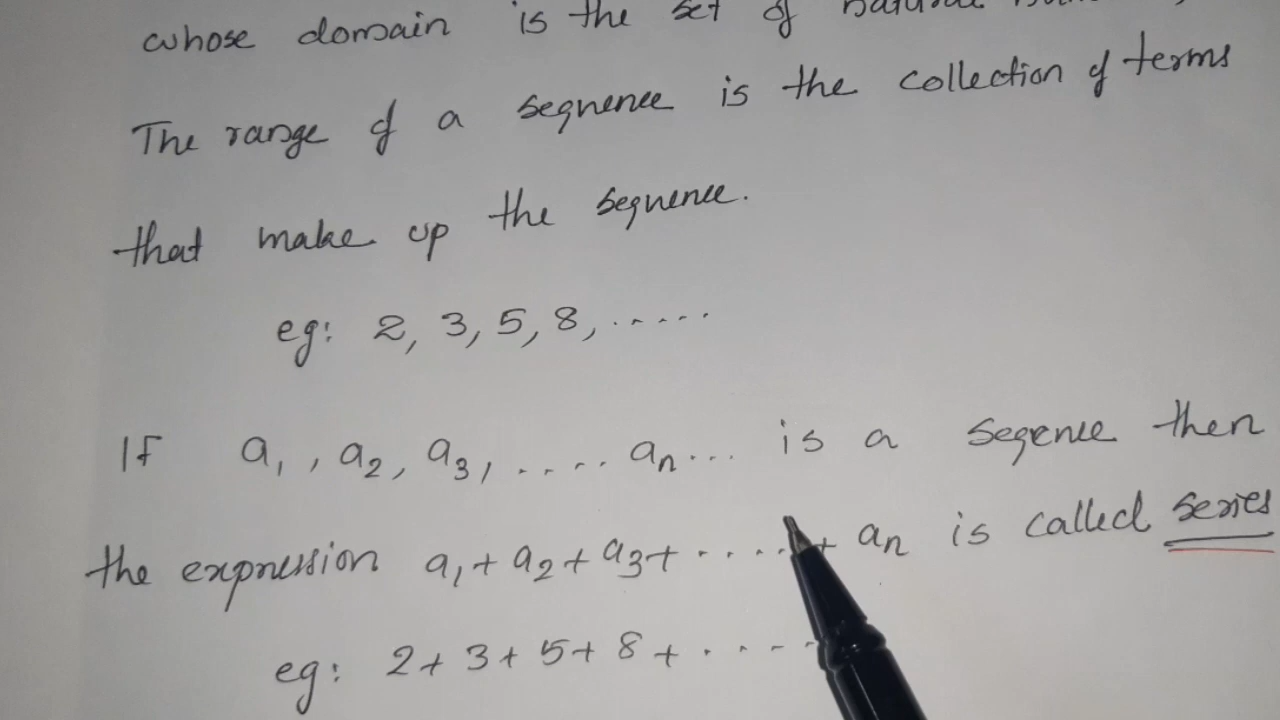 whose domain is the set of natural
The range of a sequence is the collection of terms
that make up the sequence.
eg: 2, 3, 5, 8, ......
If a1, a2, a3, ..... an... is a segence then
the expression a1 + a2 + a3 + ..... + an is called series
eg: 2 + 3 + 5 + 8 + .....